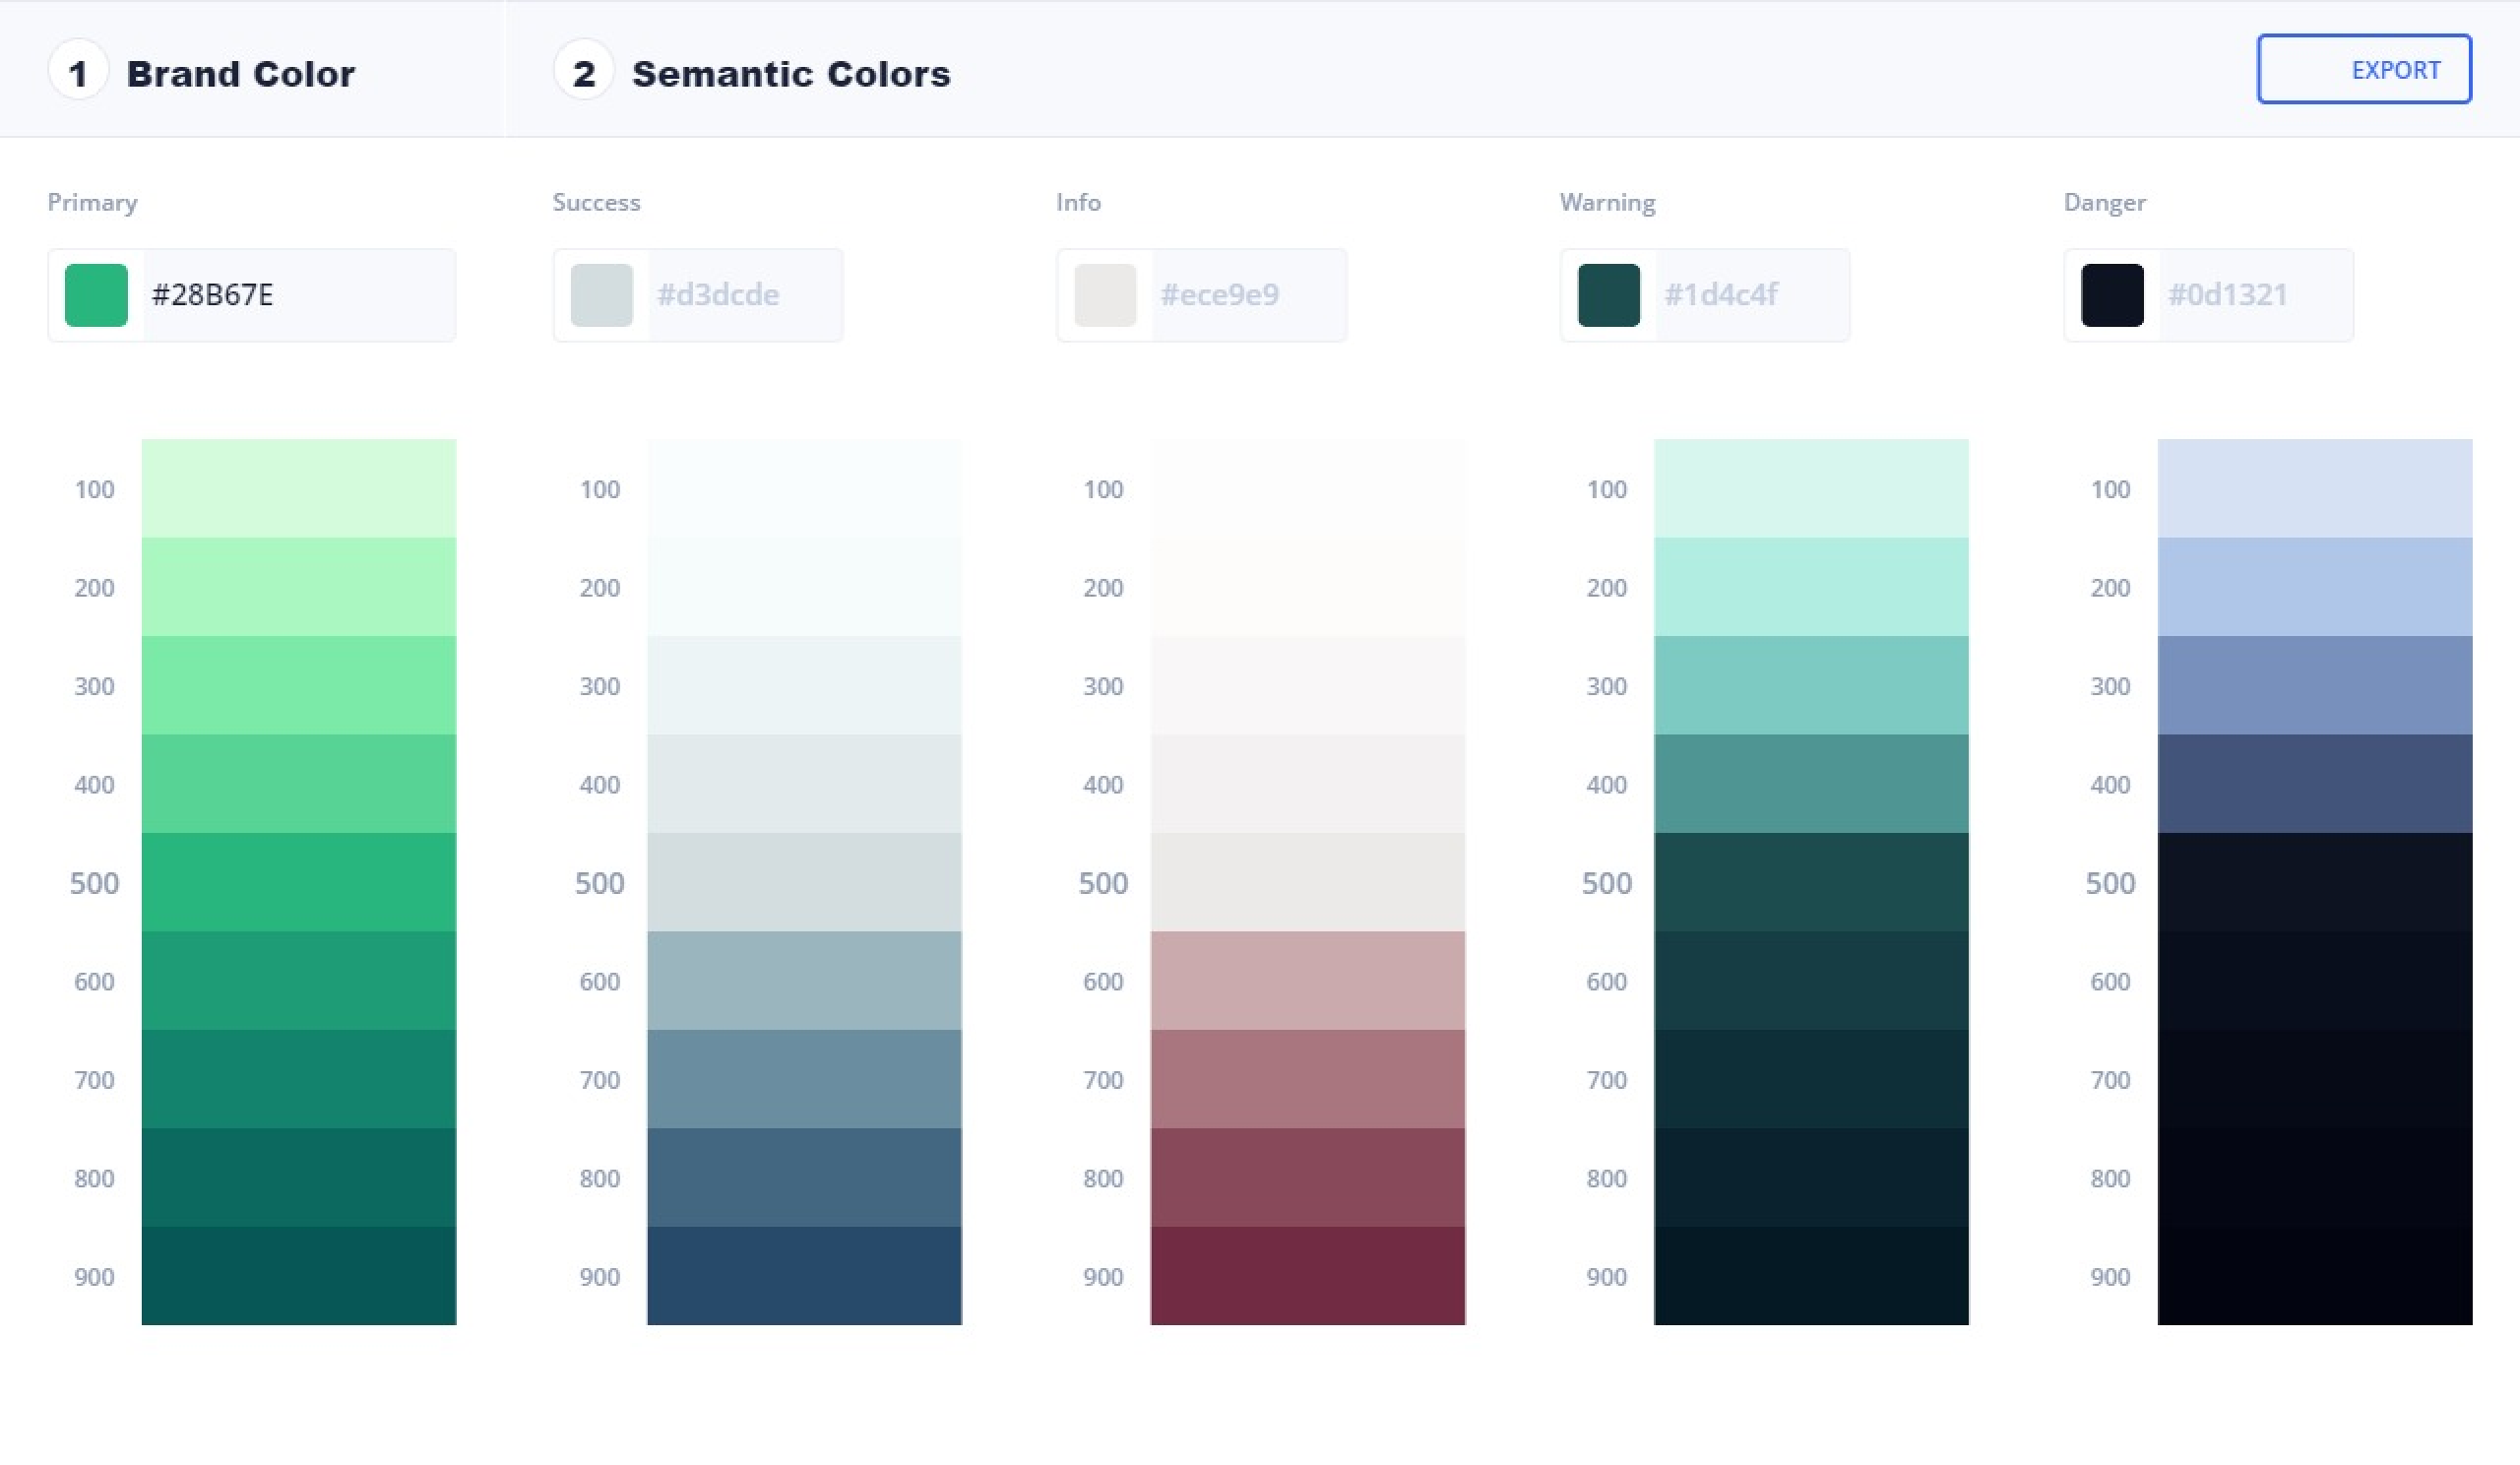 1 Brand Color
2 Semantic Colors
EXPORT
Primary
Success
Info
Warning
Danger
#28B67E
#d3dcde
#ece9e9
#1d4c4f
#0d1321
100 100 100 100 100
200 200 200 200 200
300 300 300 300 300
400 400 400 400 400
500 500 500 500 500
600 600 600 600 600
700 700 700 700 700
800 800 800 800 800
900 900 900 900 900